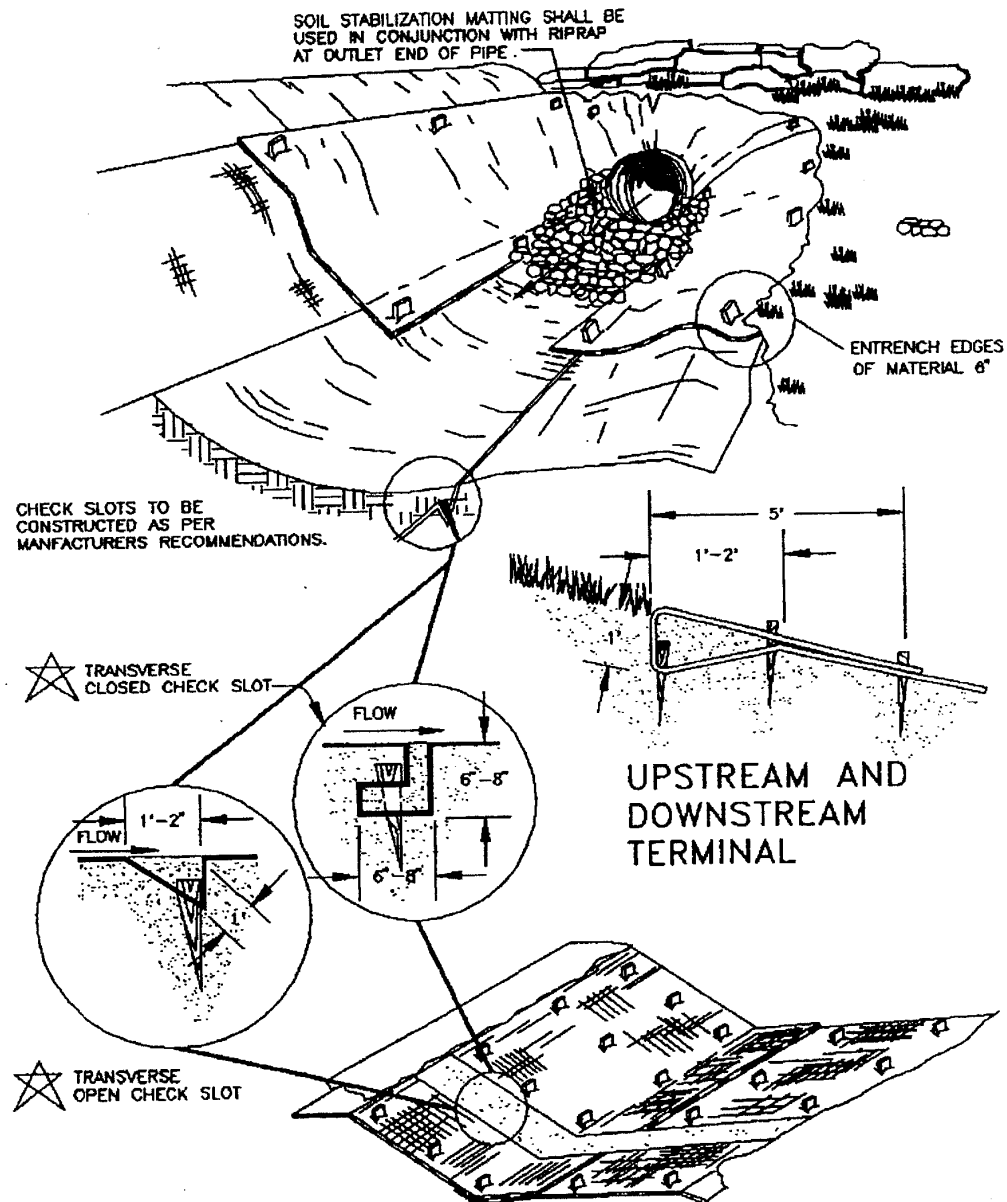 SOIL STABILIZATION MATTING SHALL BE
USED IN CONJUNCTION WITH RIPRAP
AT OUTLET END OF PIPE.
ENTRENCH EDGES
OF MATERIAL 6"
CHECK SLOTS TO BE
CONSTRUCTED AS PER
MANFACTURERS RECOMMENDATIONS.
5'
1'-2'
1'
TRANSVERSE
CLOSED CHECK SLOT
FLOW
6"-8"
6"-8"
UPSTREAM AND
DOWNSTREAM
TERMINAL
1'-2"
FLOW
1'
TRANSVERSE
OPEN CHECK SLOT